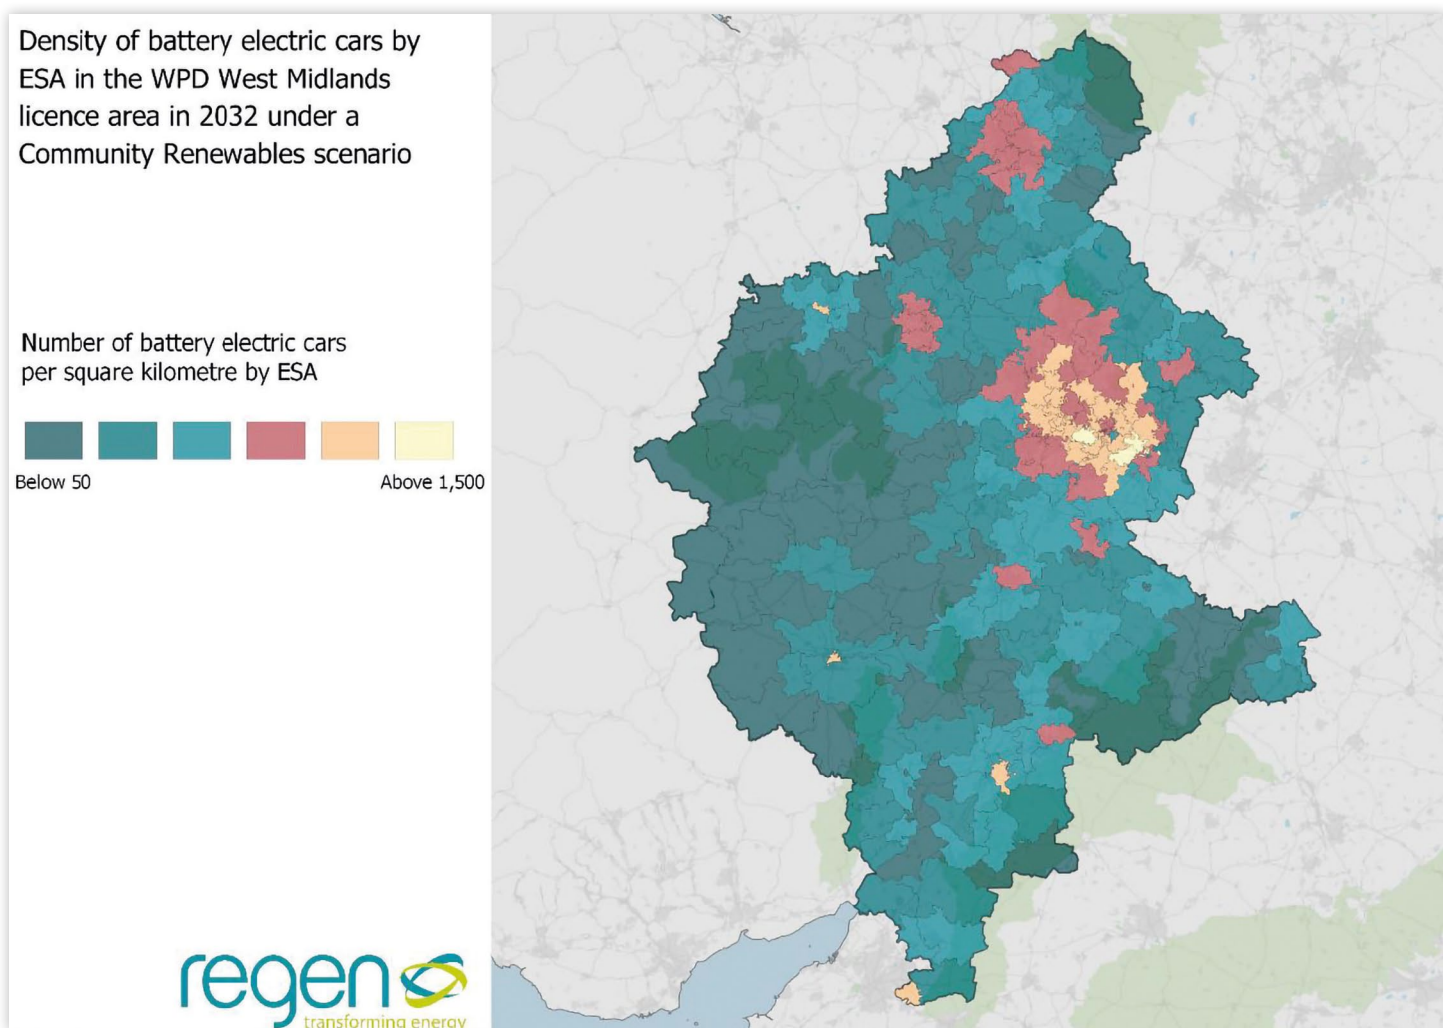 Density of battery electric cars by
ESA in the WPD West Midlands
licence area in 2032 under a
Community Renewables scenario
Number of battery electric cars
per square kilometre by ESA
Below 50
Above 1,500
regen
transforming energy